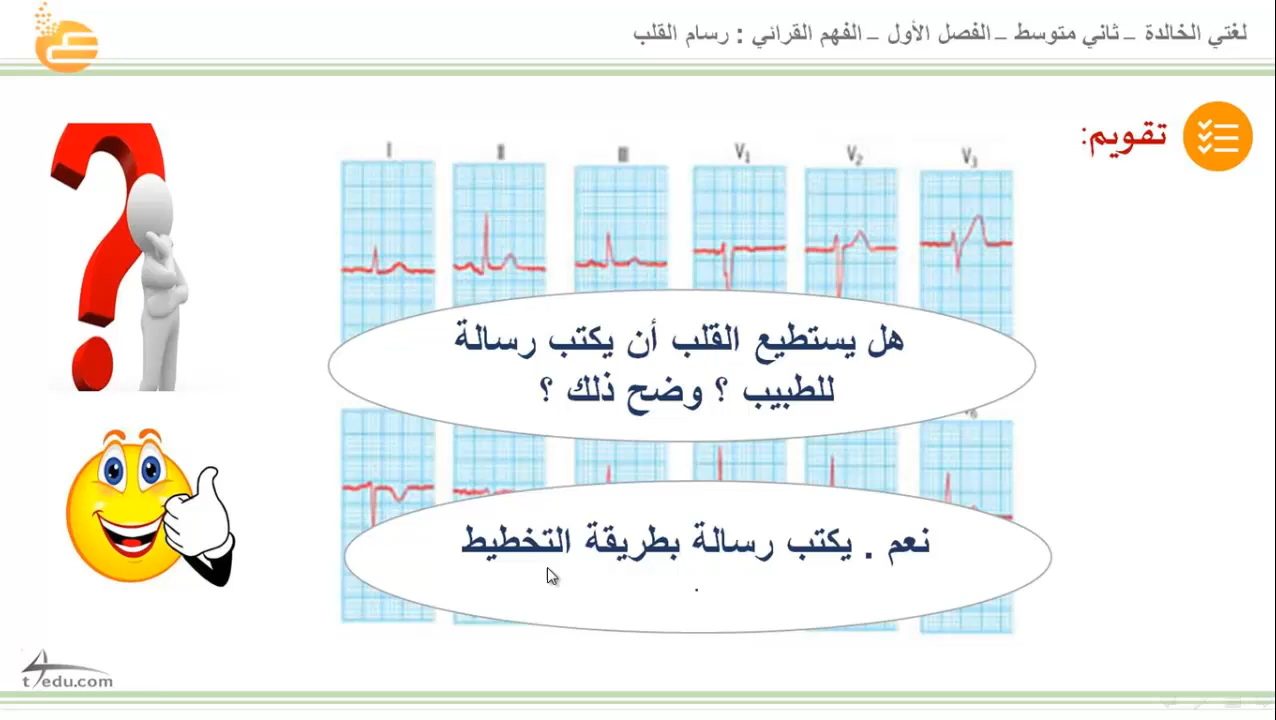 لغتي الخالدة – ثاني متوسط – الفصل الأول – الفهم القرائي : رسام القلب
تقويم:
I II III V1 V2 V3
هل يستطيع القلب أن يكتب رسالة
للطبيب ؟ وضح ذلك ؟
نعم . يكتب رسالة بطريقة التخطيط
.
t4edu.com